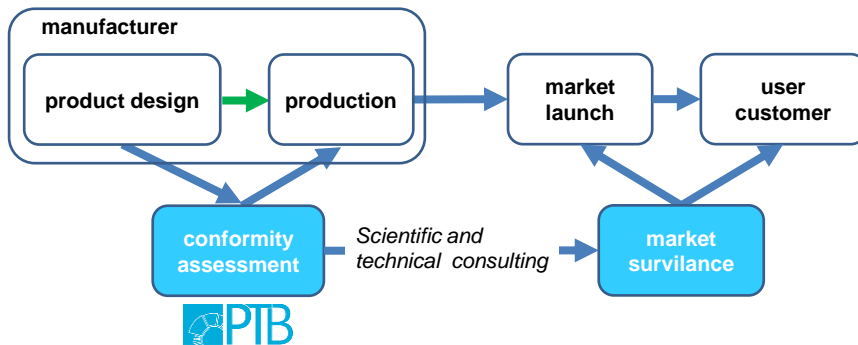 manufacturer
product design
production
market
launch
user
customer
conformity
assessment
Scientific and
technical consulting
market
survilance
PTB